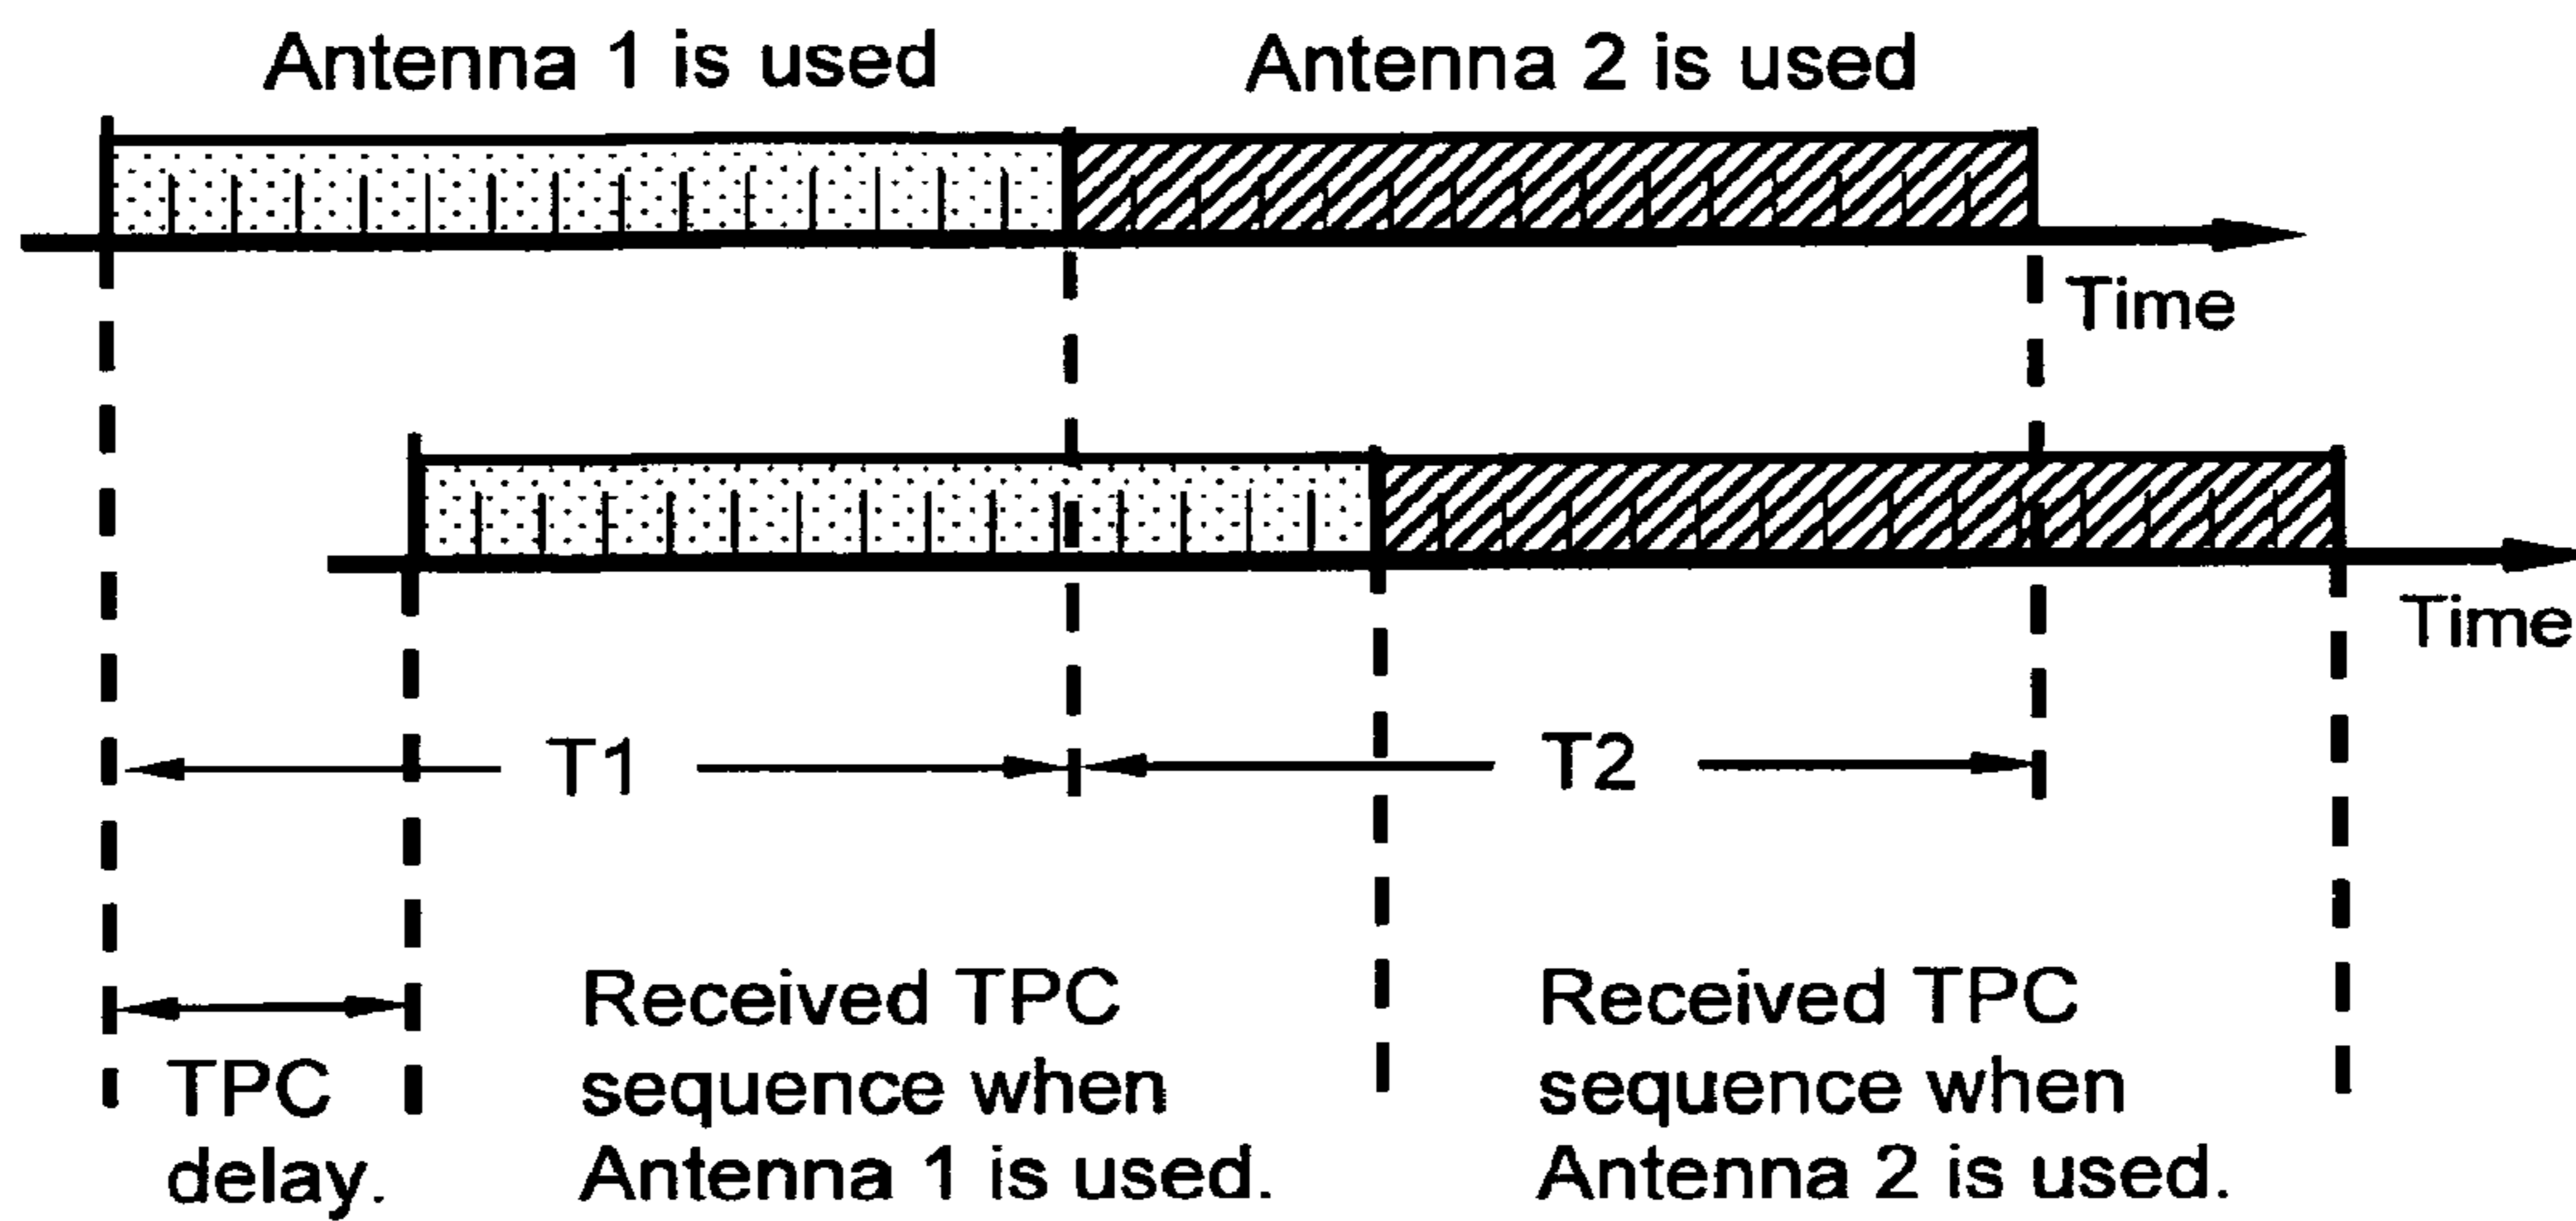 Antenna 1 is used
Antenna 2 is used
Time
Time
T1
T2
TPC
delay.
Received TPC
sequence when
Antenna 1 is used.
Received TPC
sequence when
Antenna 2 is used.